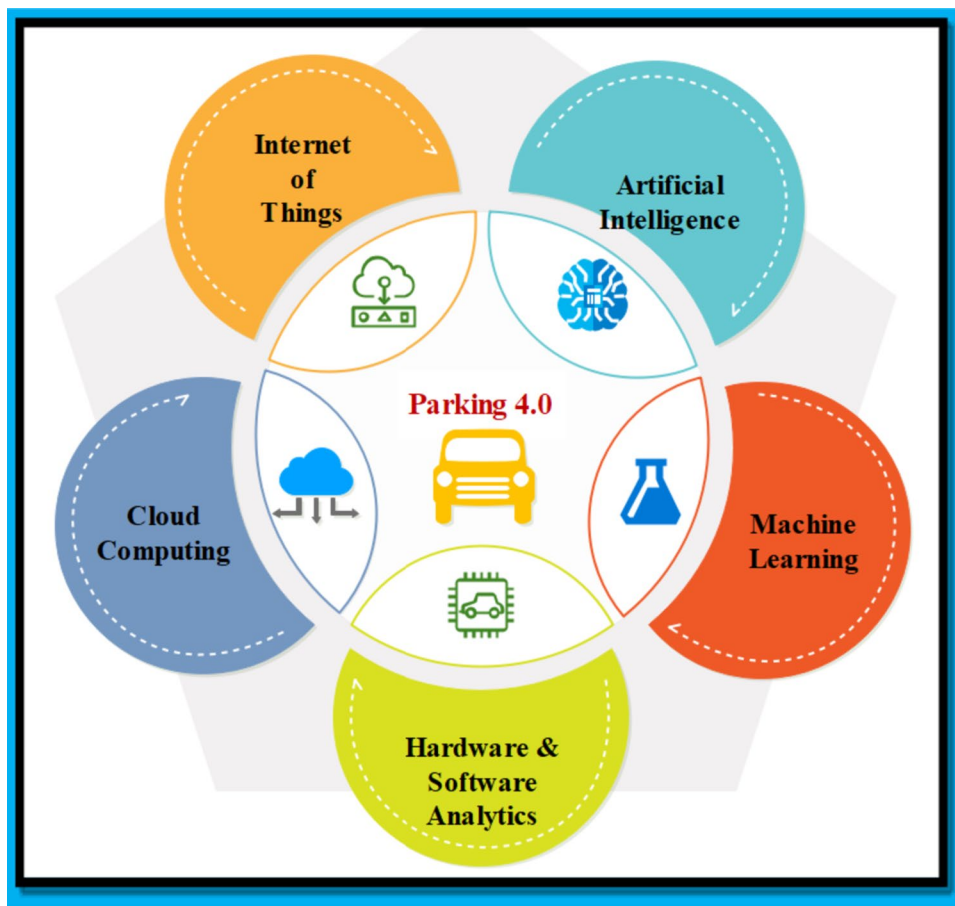 Internet
of
Things
Artificial
Intelligence
Parking 4.0
Cloud
Computing
Machine
Learning
Hardware &
Software
Analytics